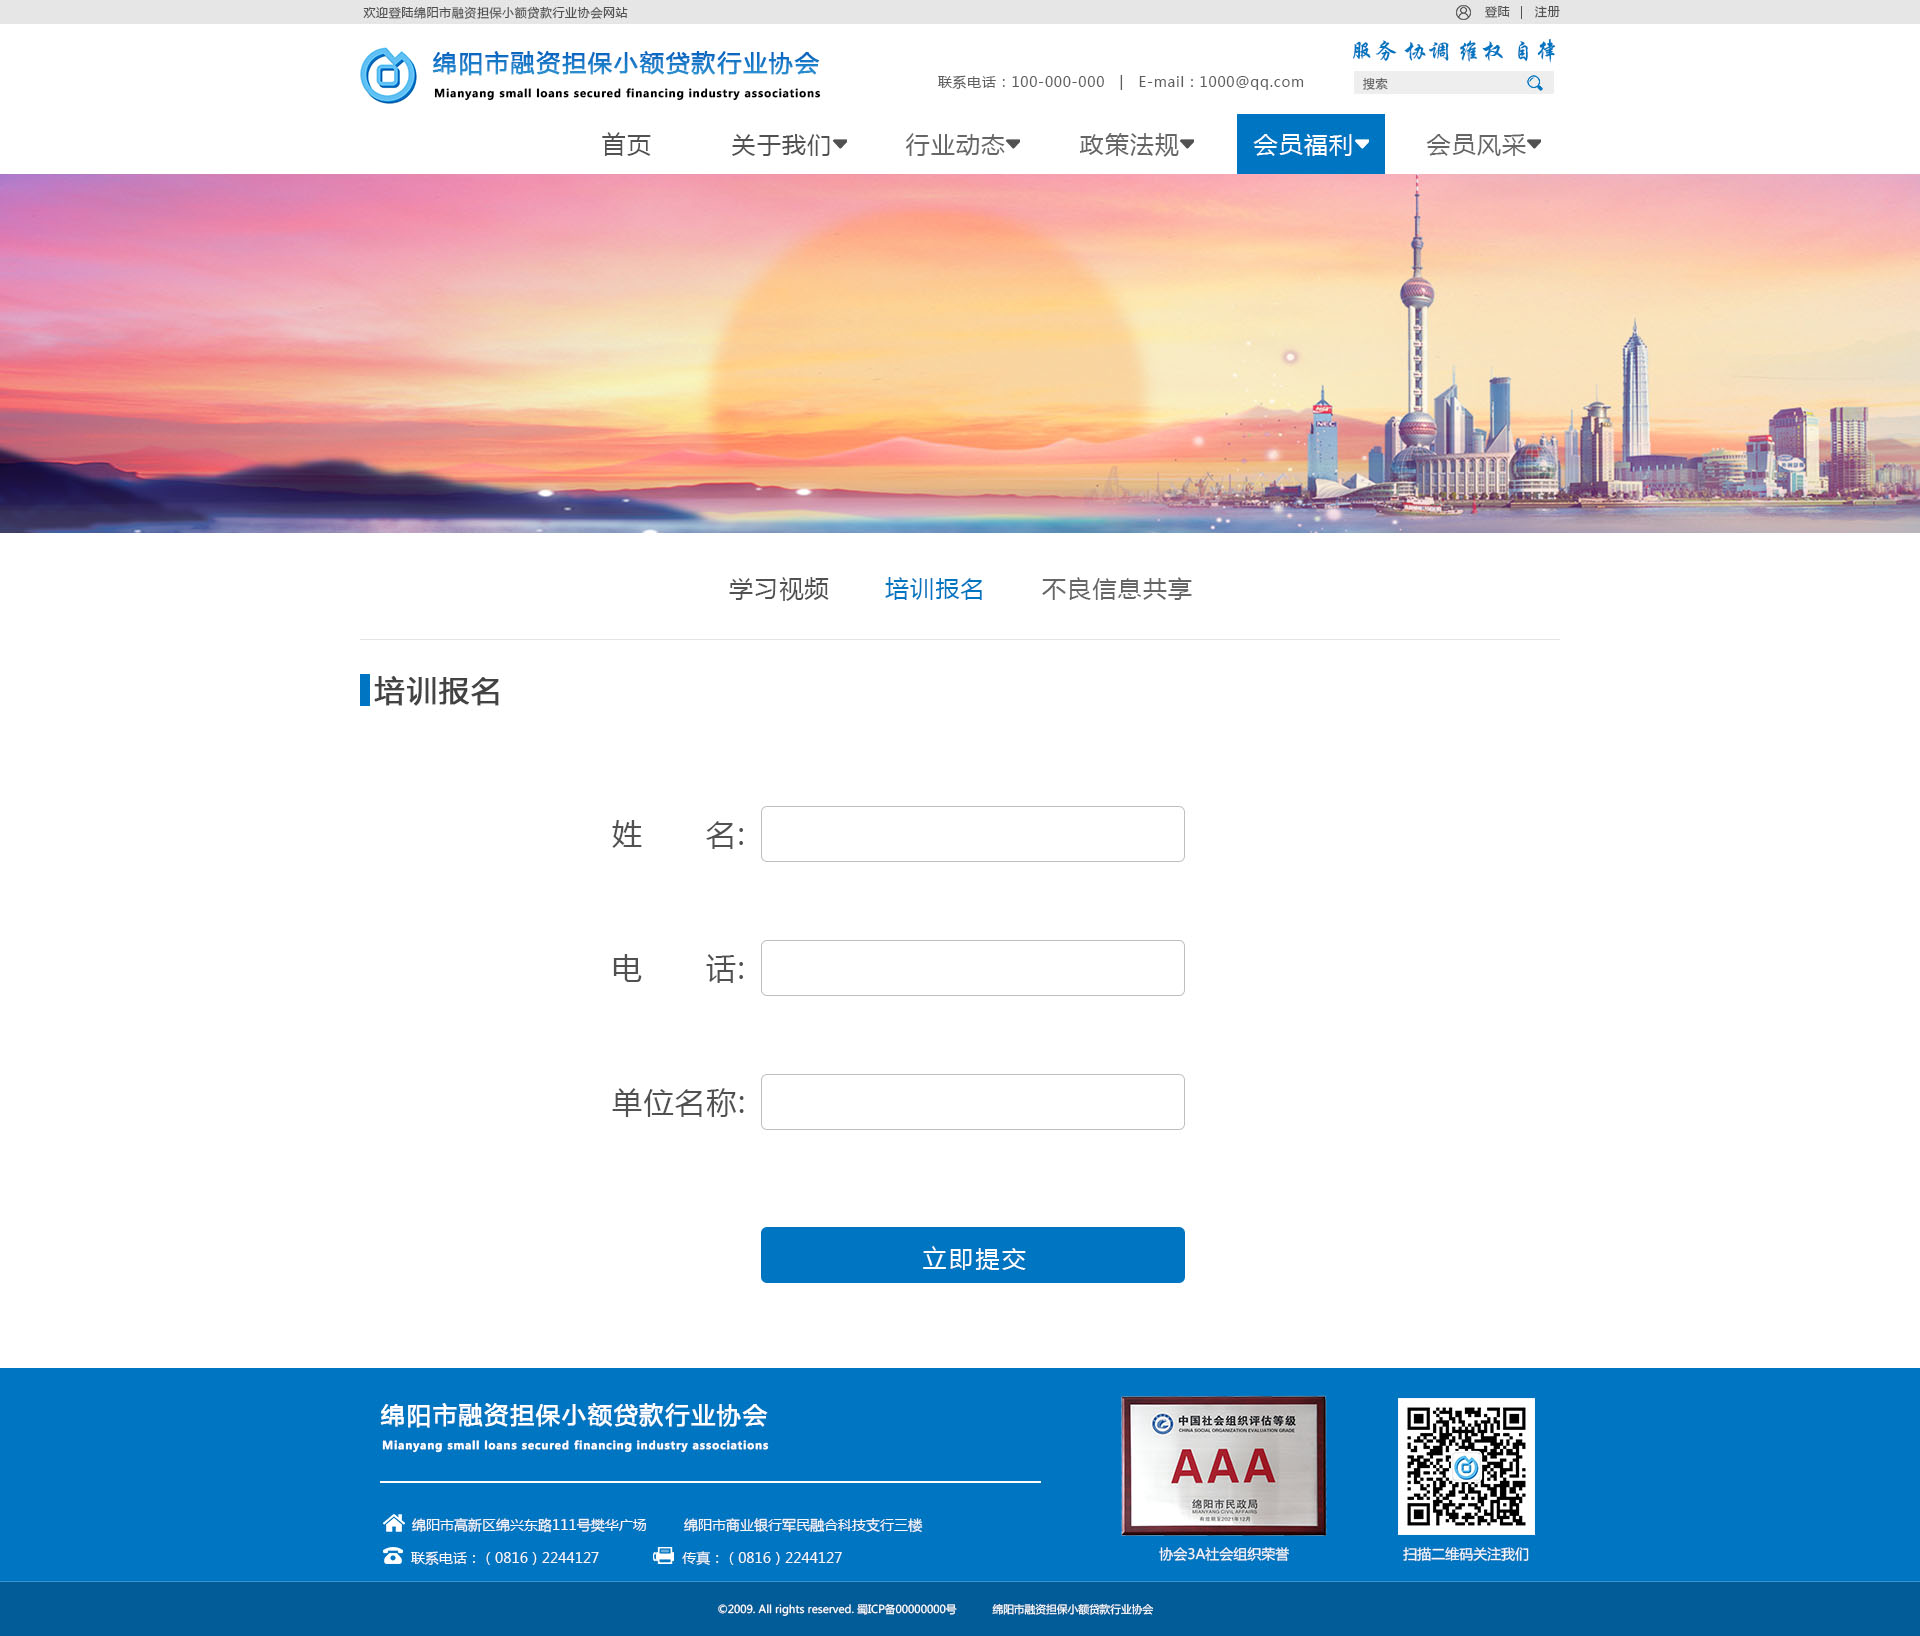 欢迎登陆绵阳市融资担保小额贷款行业协会网站
登陆 | 注册
绵阳市融资担保小额贷款行业协会
Mianyang small loans secured financing industry associations
联系电话：100-000-000 | E-mail：1000@qq.com
服务 协调 维权 自律
搜索
首页 关于我们 行业动态 政策法规 会员福利 会员风采
NEC
学习视频 培训报名 不良信息共享
培训报名
姓 名:
电 话:
单位名称:
立即提交
绵阳市融资担保小额贷款行业协会
Mianyang small loans secured financing industry associations
绵阳市高新区绵兴东路111号樊华广场 绵阳市商业银行军民融合科技支行三楼
联系电话：（0816）2244127 传真：（0816）2244127
中国社会组织评估等级
CHINA SOCIAL ORGANIZATION EVALUATION GRADE
AAA
绵阳市民政局
MIANYANG CIVIL AFFAIRS
有效期至2021年12月
协会3A社会组织荣誉
扫描二维码关注我们
©2009. All rights reserved. 蜀ICP备00000000号 绵阳市融资担保小额贷款行业协会